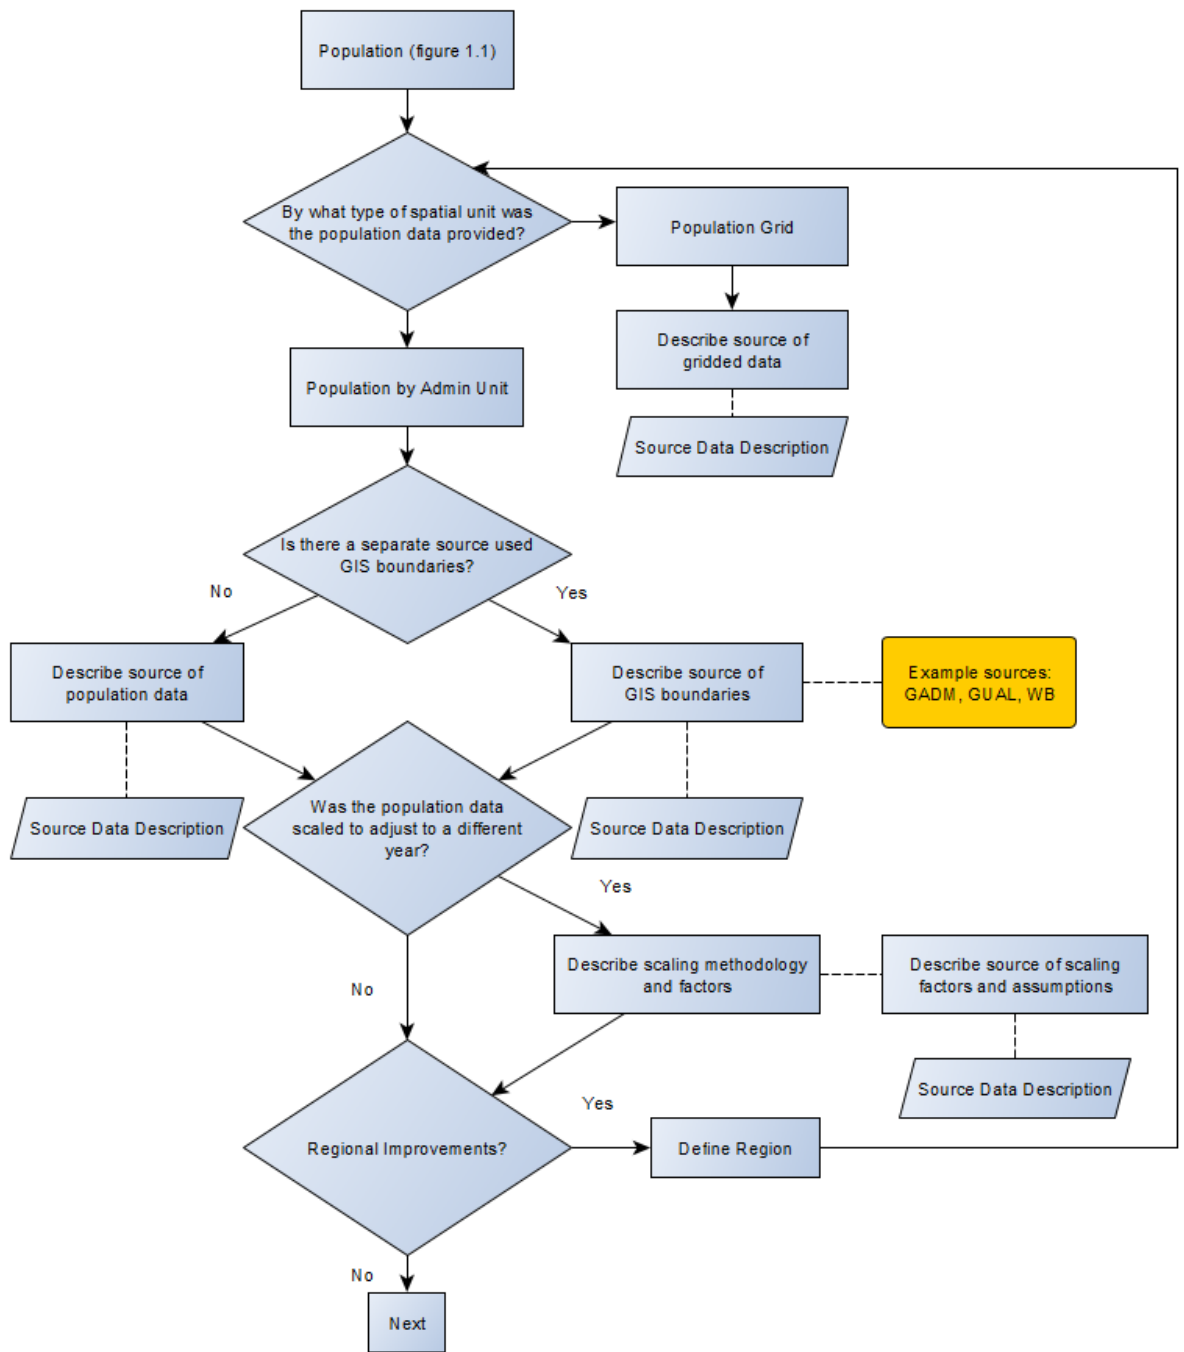 Population (figure 1.1)
By what type of spatial unit was
the population data provided?
Population Grid
Describe source of
gridded data
Population by Admin Unit
Source Data Description
Is there a separate source used
GIS boundaries?
No
Yes
Describe source of
population data
Describe source of
GIS boundaries
Example sources:
GADM, GUAL, WB
Was the population data
scaled to adjust to a different
year?
Source Data Description
Source Data Description
Yes
Describe scaling methodology
and factors
Describe source of scaling
factors and assumptions
No
Source Data Description
Yes
Regional Improvements?
Define Region
No
Next